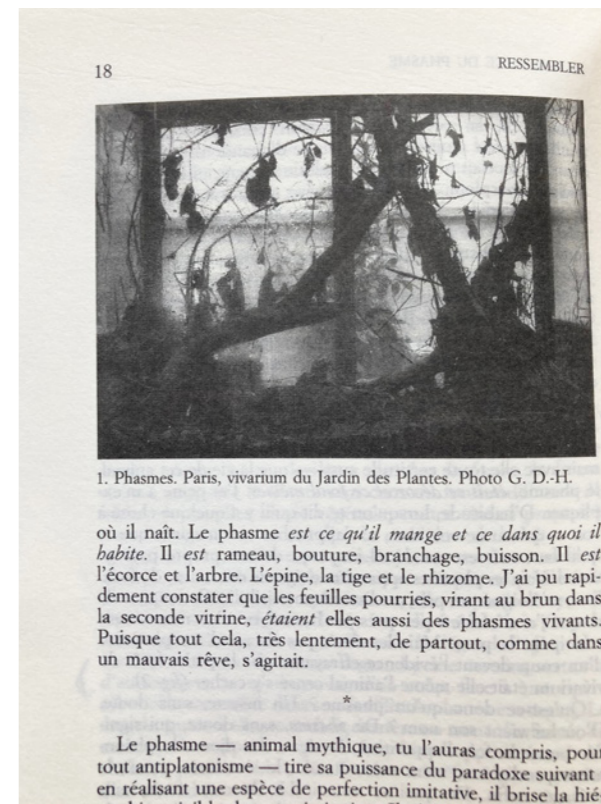 18
RESSEMBLER
1. Phasmes. Paris, vivarium du Jardin des Plantes. Photo G. D.-H.
où il naît. Le phasme est ce qu'il mange et ce dans quoi il
habite. Il est rameau, bouture, branchage, buisson. Il est
l'écorce et l'arbre. L'épine, la tige et le rhizome. J'ai pu rapi-
dement constater que les feuilles pourries, virant au brun dans
la seconde vitrine, étaient elles aussi des phasmes vivants.
Puisque tout cela, très lentement, de partout, comme dans
un mauvais rêve, s'agitait.
*
Le phasme — animal mythique, tu l'auras compris, pour
tout antiplatonisme — tire sa puissance du paradoxe suivant :
en réalisant une espèce de perfection imitative, il brise la hié-